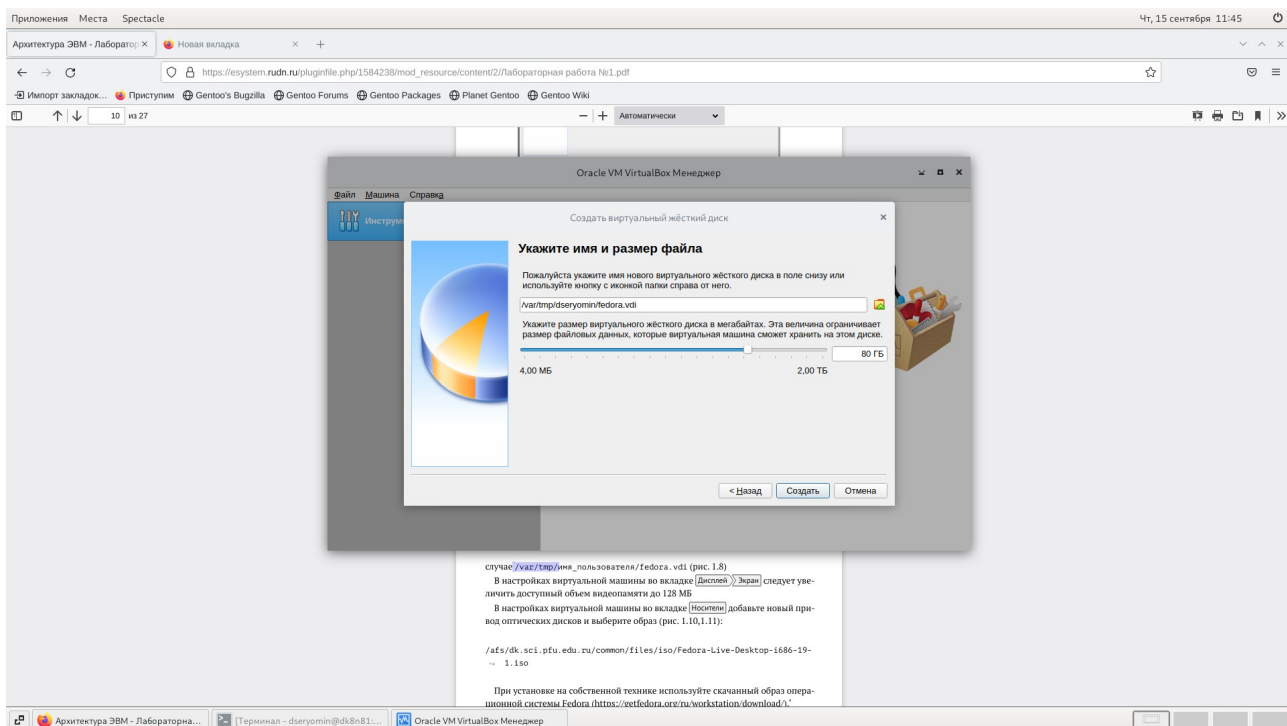 Приложения Места Spectacle Чт, 15 сентября 11:45
Архитектура ЭВМ - Лаборатор Новая вкладка
https://esystem.rudn.ru/pluginfile.php/1584238/mod_resource/content/2//Лабораторная работа №1.pdf
Импорт закладок… Приступим Gentoo's Bugzilla Gentoo Forums Gentoo Packages Planet Gentoo Gentoo Wiki
10 из 27 Автоматически
Oracle VM VirtualBox Менеджер
Файл Машина Справка
Инструм
Создать виртуальный жёсткий диск
Укажите имя и размер файла
Пожалуйста укажите имя нового виртуального жёсткого диска в поле снизу или
используйте кнопку с иконкой папки справа от него.
/var/tmp/dseryomin/fedora.vdi
Укажите размер виртуального жёсткого диска в мегабайтах. Эта величина ограничивает
размер файловых данных, которые виртуальная машина сможет хранить на этом диске.
80 ГБ
4,00 МБ 2,00 ТБ
< Назад Создать Отмена
случае /var/tmp/имя_пользователя/fedora.vdi (рис. 1.8)
В настройках виртуальной машины во вкладке Дисплей Экран следует уве-
личить доступный объем видеопамяти до 128 МБ
В настройках виртуальной машины во вкладке Носители добавьте новый при-
вод оптических дисков и выберите образ (рис. 1.10,1.11):
/afs/dk.sci.pfu.edu.ru/common/files/iso/Fedora-Live-Desktop-i686-19-
1.iso
При установке на собственной технике используйте скачанный образ опера-
ционной системы Fedora (https://getfedora.org/ru/workstation/download/).
Архитектура ЭВМ - Лабораторна… [Терминал - dseryomin@dk8n81:… Oracle VM VirtualBox Менеджер